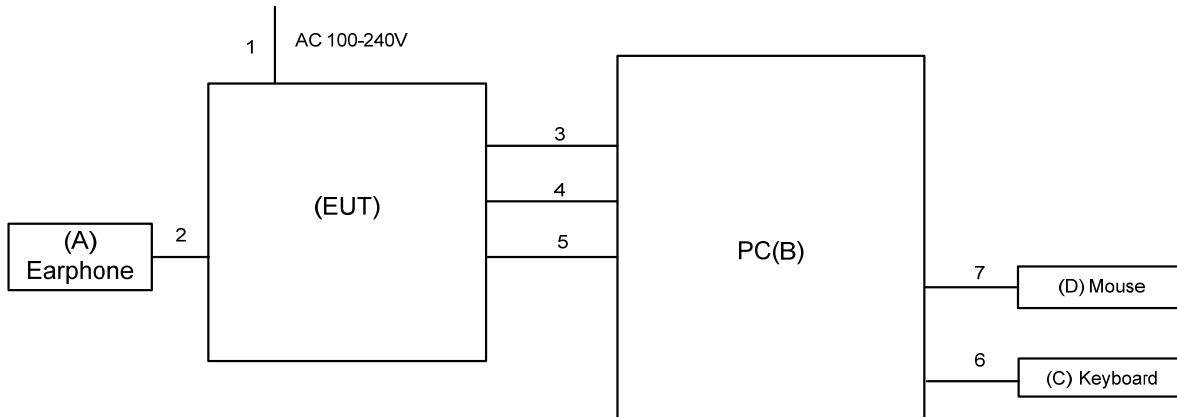 1
AC 100-240V
3
4
(EUT)
2
(A)
Earphone
5
PC(B)
7
(D) Mouse
6
(C) Keyboard